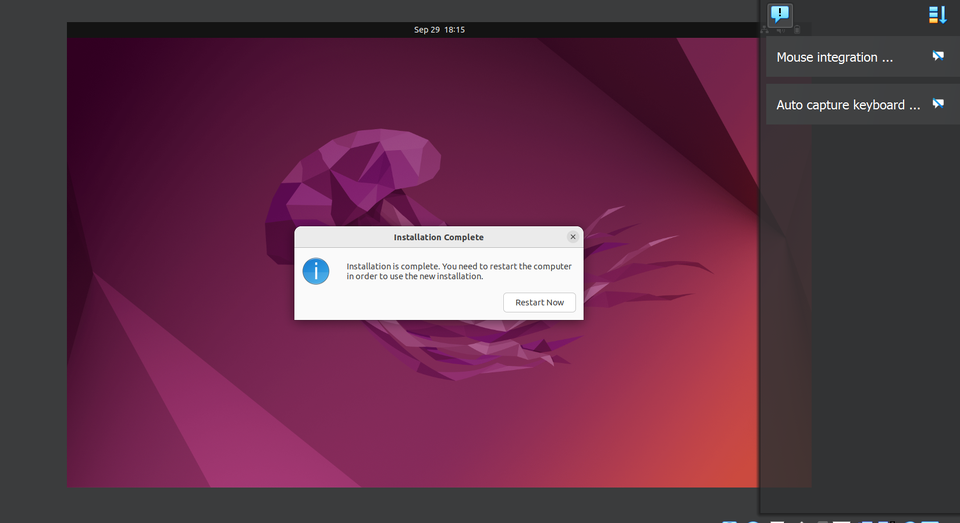 Sep 29 18:15
Mouse integration ...
Auto capture keyboard ...
Installation Complete
Installation is complete. You need to restart the computer
in order to use the new installation.
Restart Now